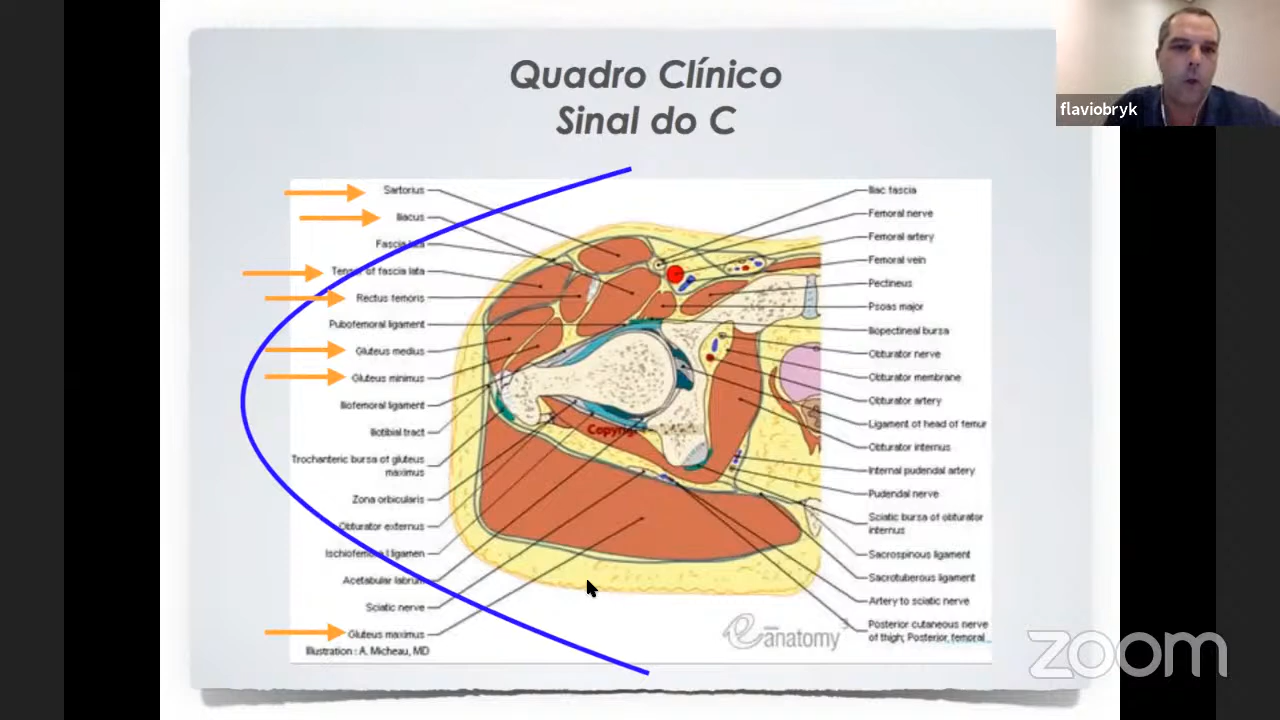 Quadro Clínico
Sinal do C
flaviobryk
Sartorius
Iliacus
Fascia lata
Tensor of fascia lata
Rectus femoris
Pubofemoral ligament
Gluteus medius
Gluteus minimus
Iliofemoral ligament
Iliotibial tract
Trochanteric bursa of gluteus
maximus
Zona orbicularis
Obturator externus
Ischiofemoral ligamen
Acetabular labrum
Sciatic nerve
Gluteus maximus
Illustration : A. Micheau, MD
Iliac fascia
Femoral nerve
Femoral artery
Femoral vein
Pectineus
Psoas major
Iliopectineal bursa
Obturator nerve
Obturator membrane
Obturator artery
Ligament of head of femur
Obturator internus
Internal pudendal artery
Pudendal nerve
Sciatic bursa of obturator
internus
Sacrospinous ligament
Sacrotuberous ligament
Artery to sciatic nerve
Posterior cutaneous nerve
of thigh; Posterior femoral
e-anatomy
zoom